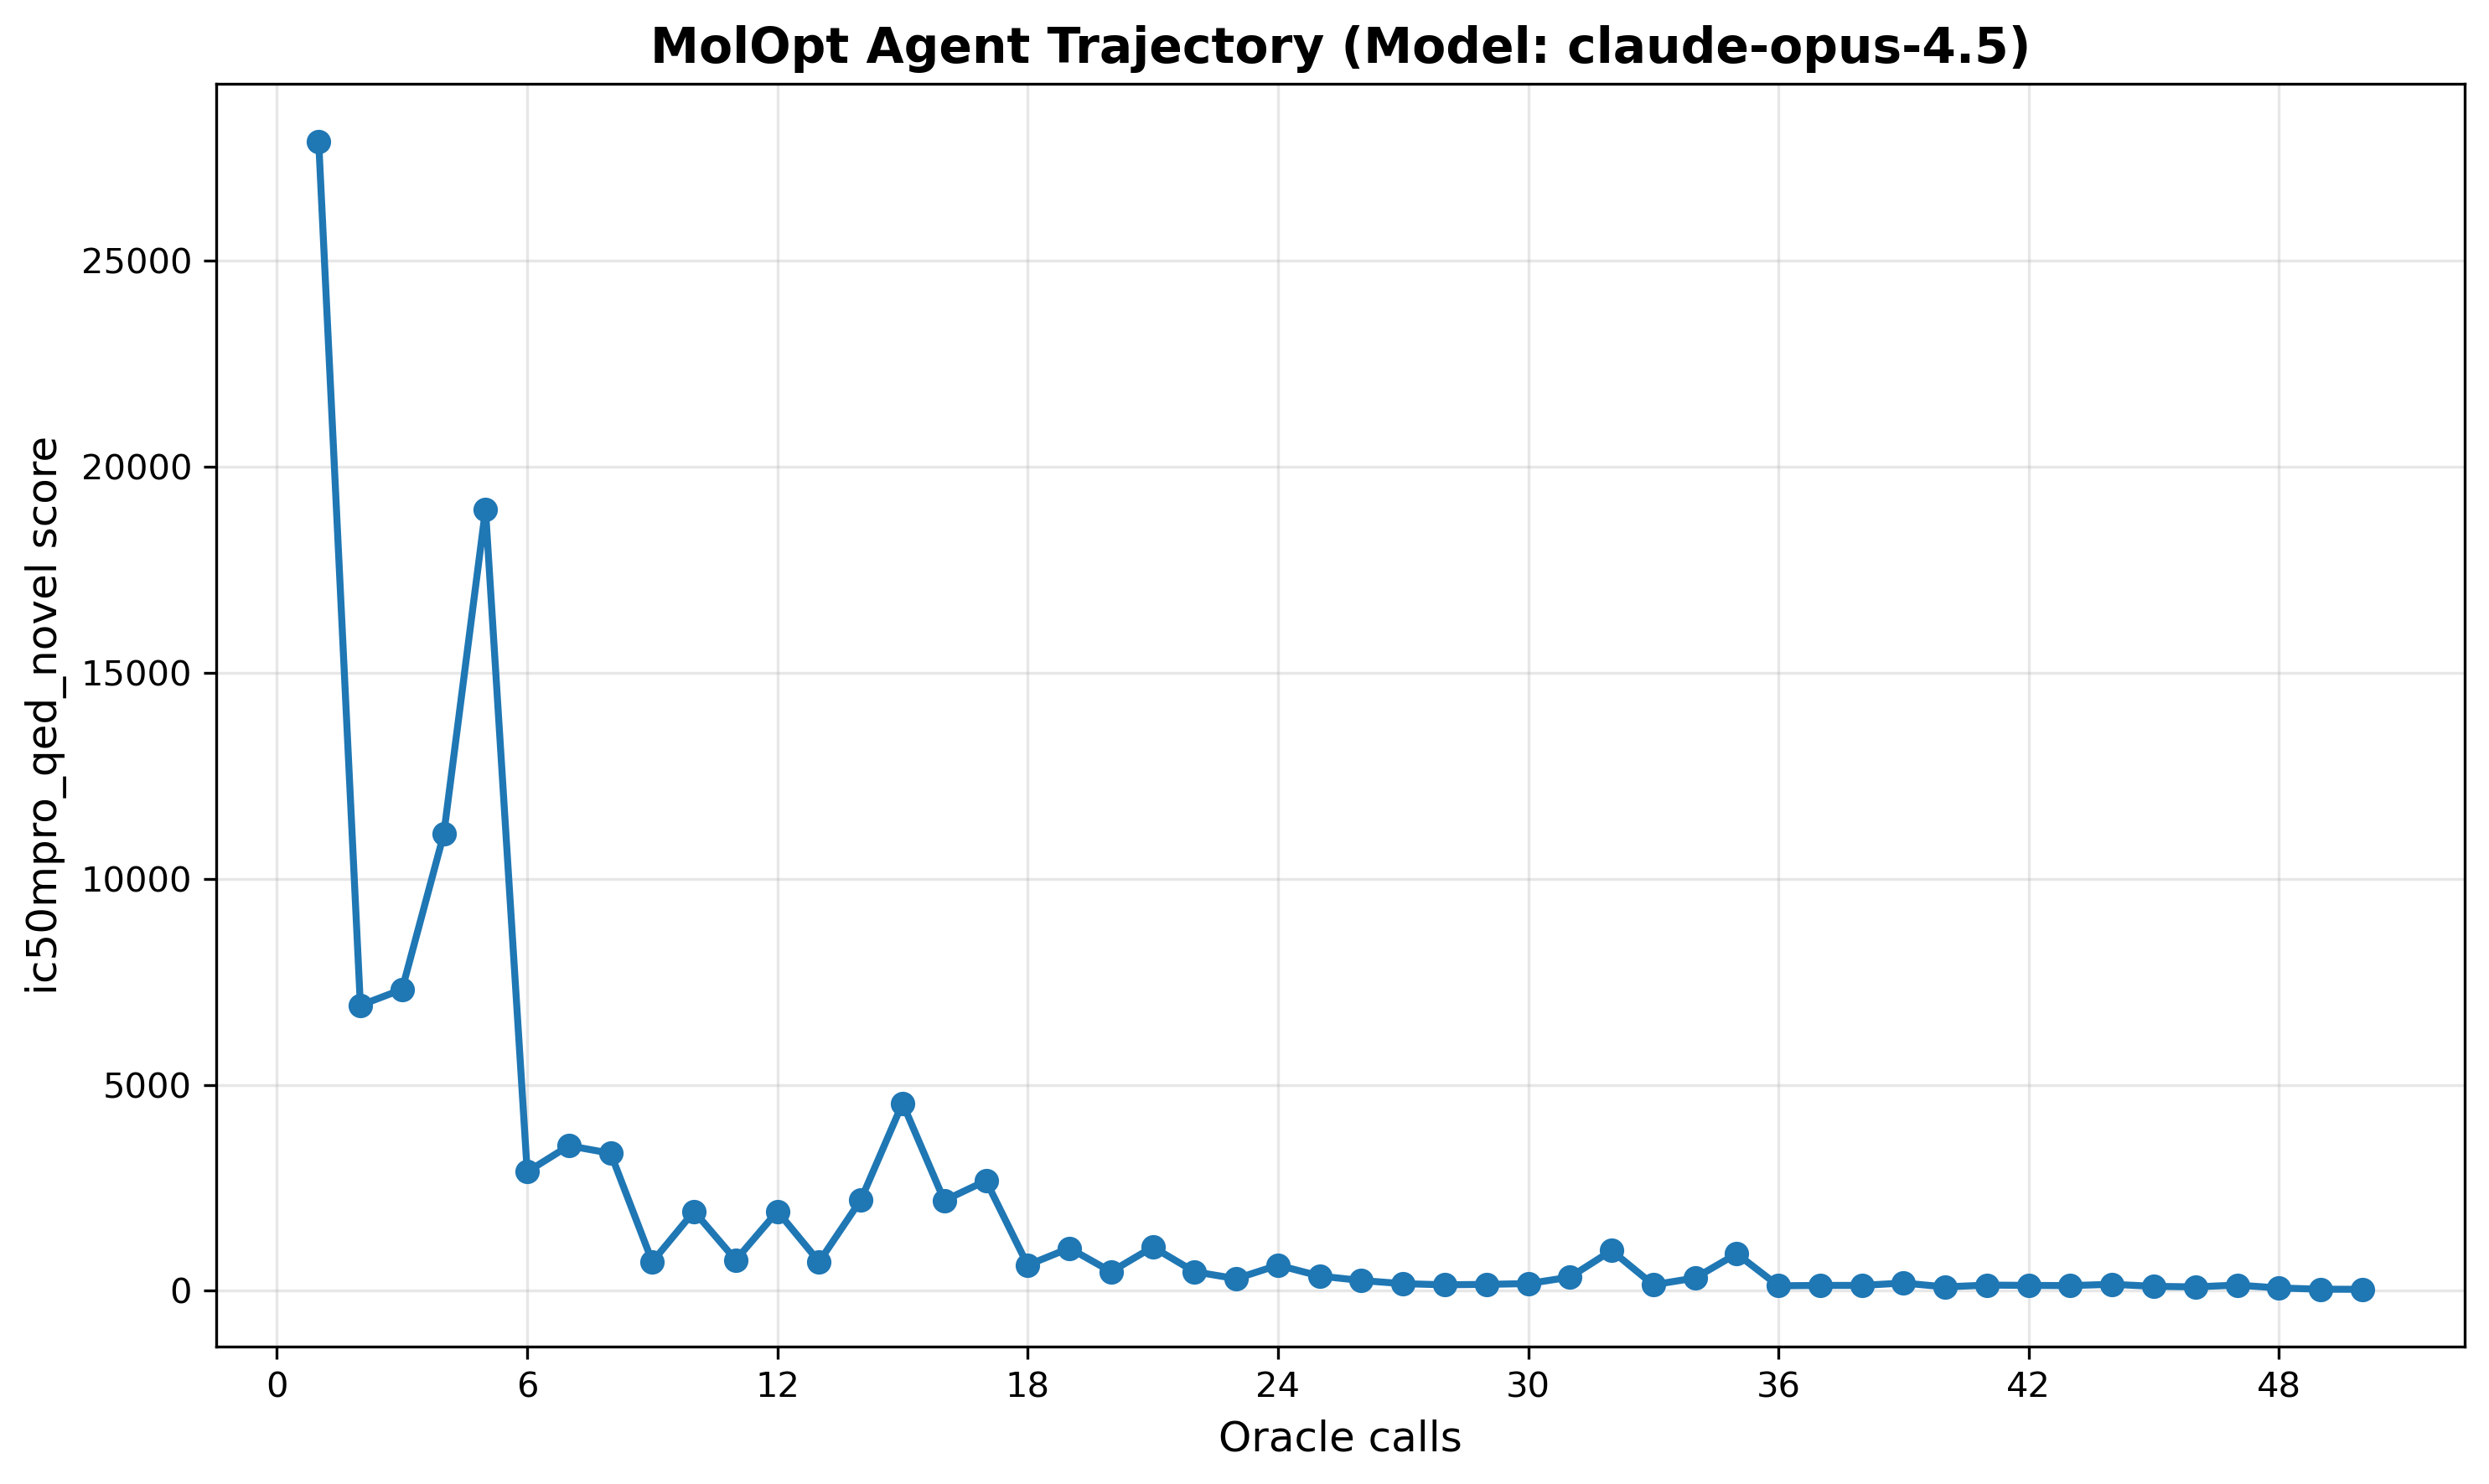 MolOpt Agent Trajectory (Model: claude-opus-4.5)
ic50mpro_qed_novel score
25000
20000
15000
10000
5000
0
0 6 12 18 24 30 36 42 48
Oracle calls